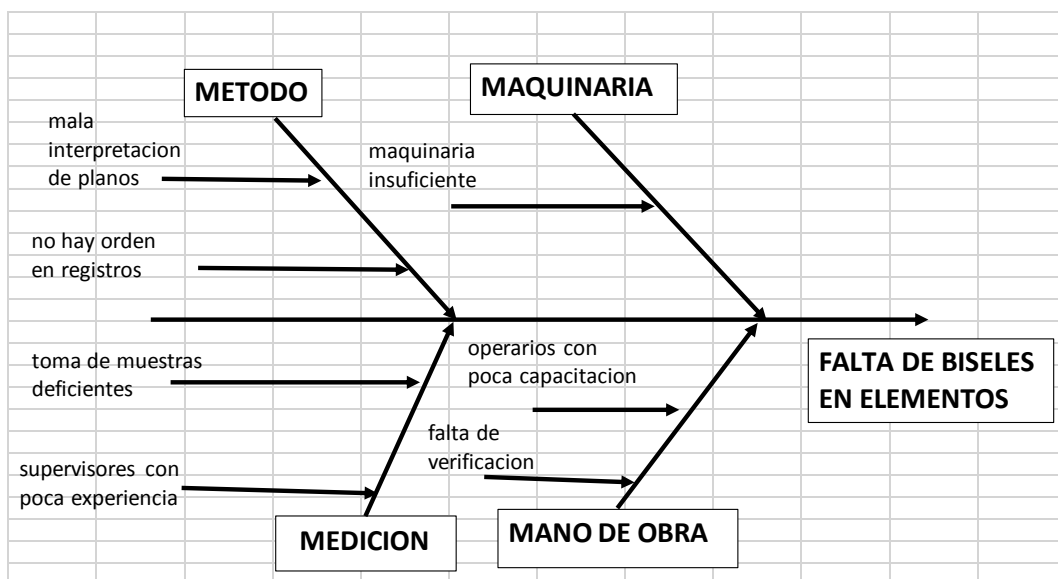 METODO
MAQUINARIA
mala
interpretacion
de planos
maquinaria
insuficiente
no hay orden
en registros
toma de muestras
deficientes
operarios con
poca capacitacion
FALTA DE BISELES
EN ELEMENTOS
falta de
verificacion
supervisores con
poca experiencia
MEDICION
MANO DE OBRA